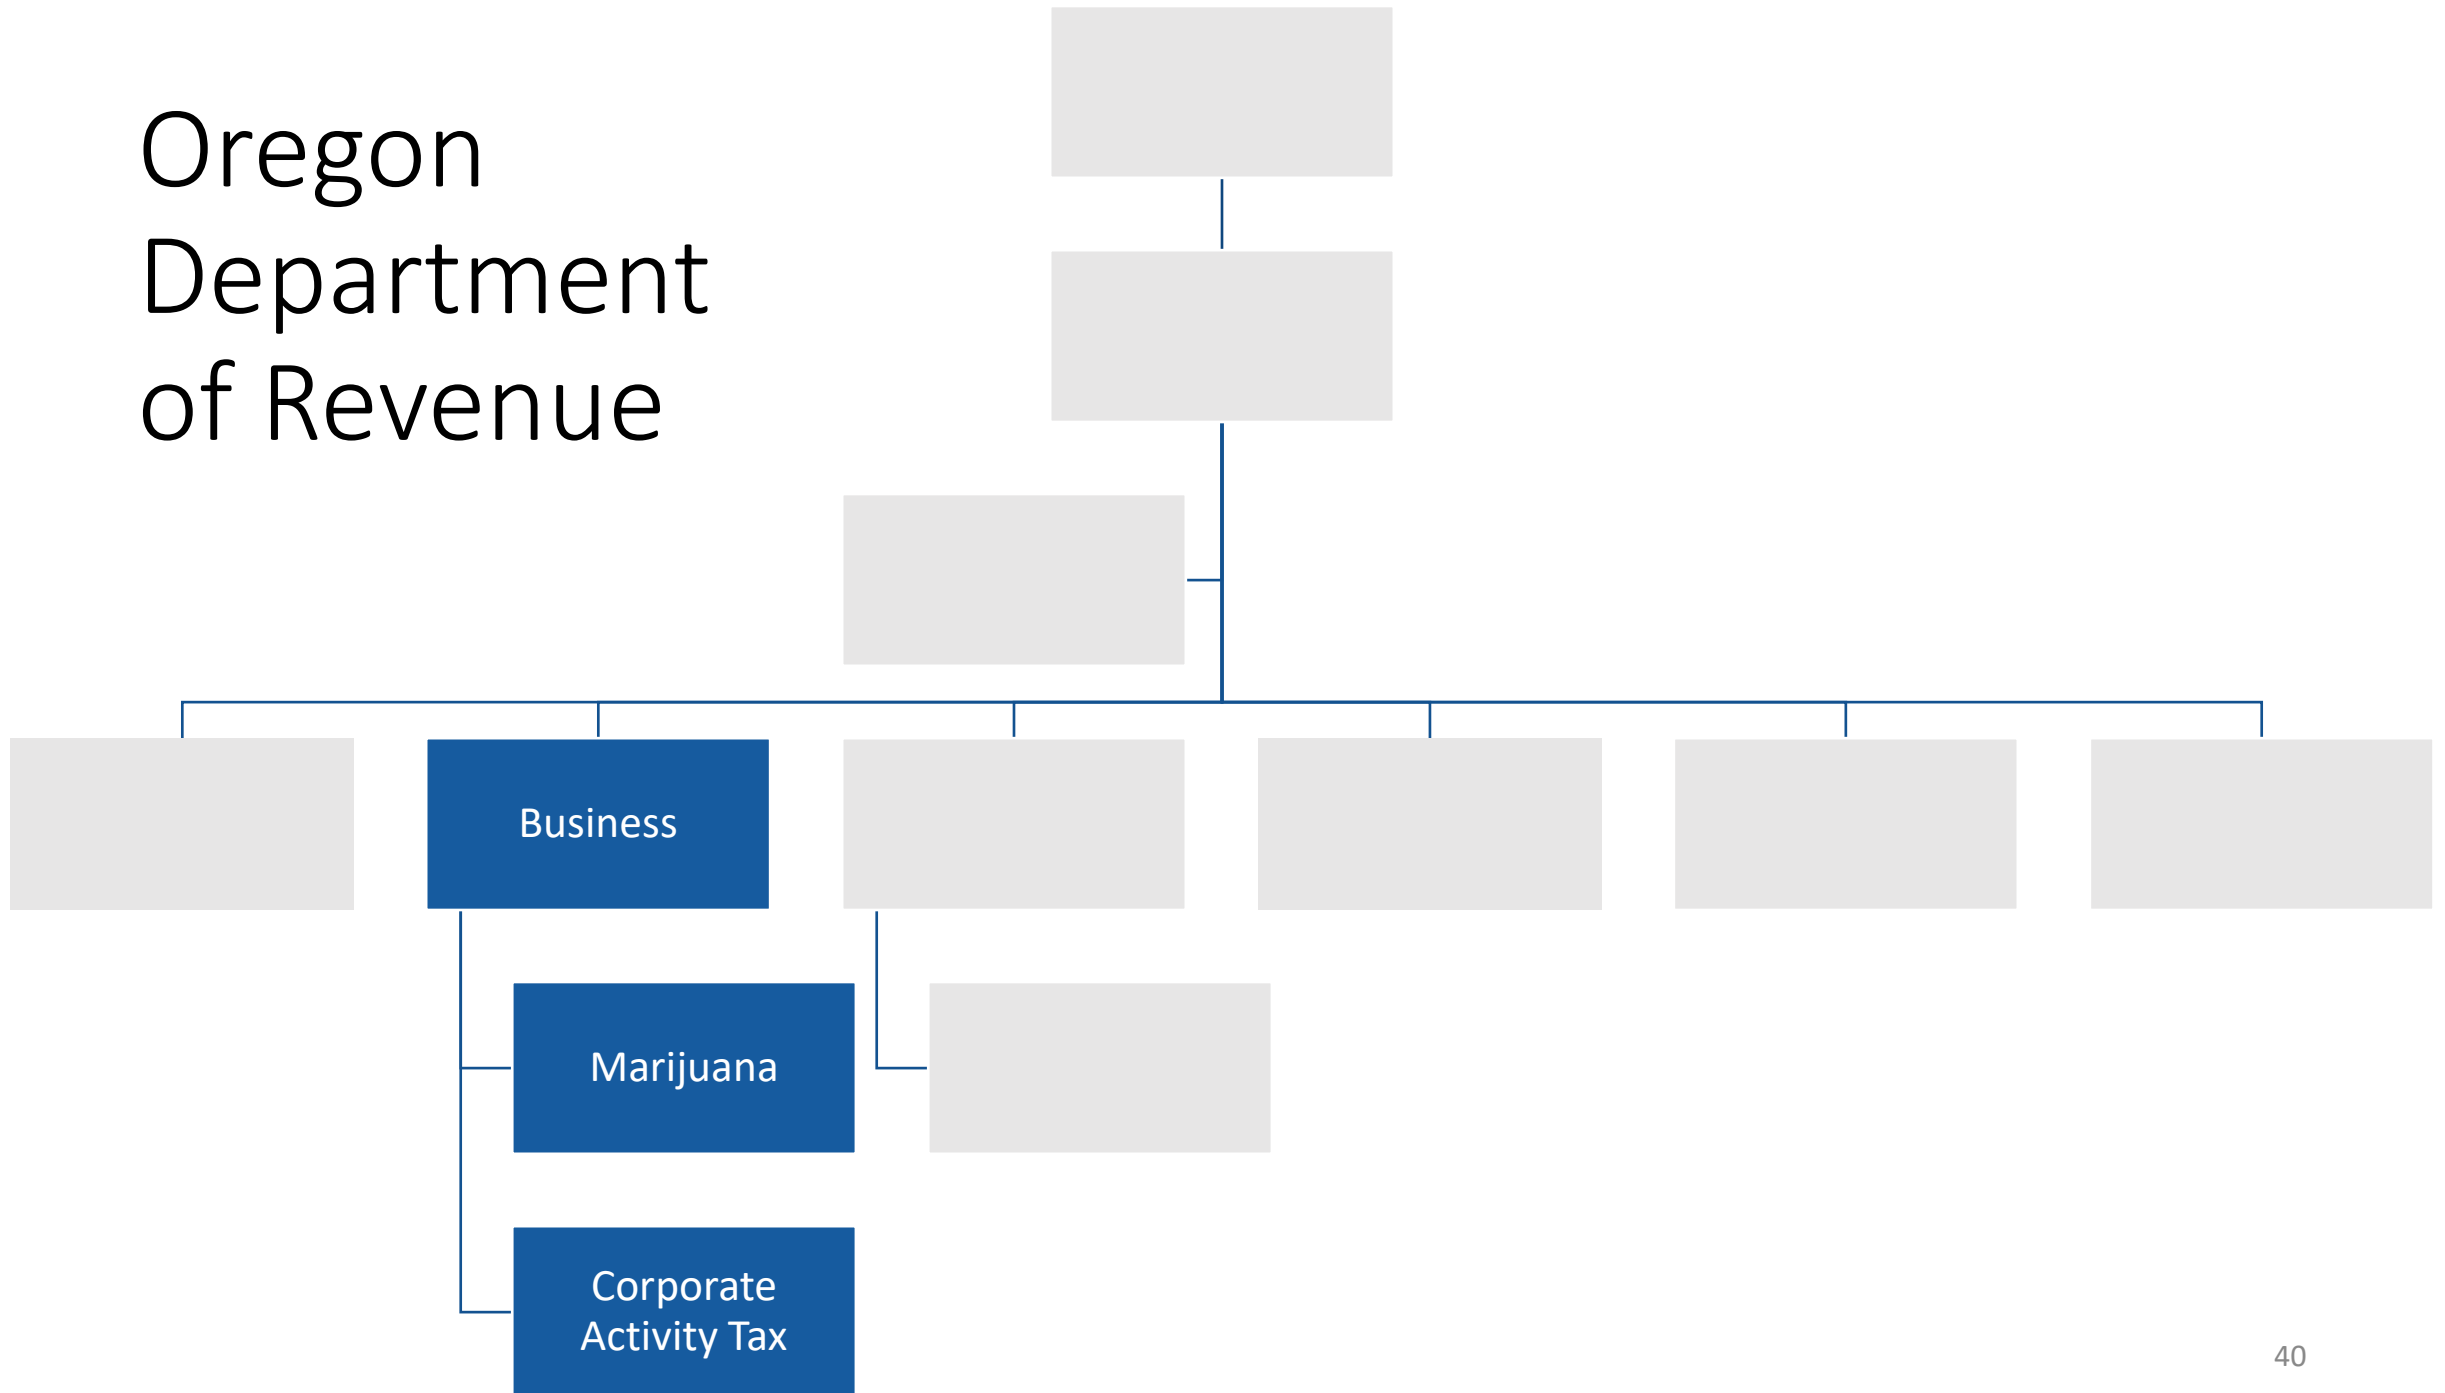 Oregon
Department
of Revenue
Business
Marijuana
Corporate
Activity Tax
40